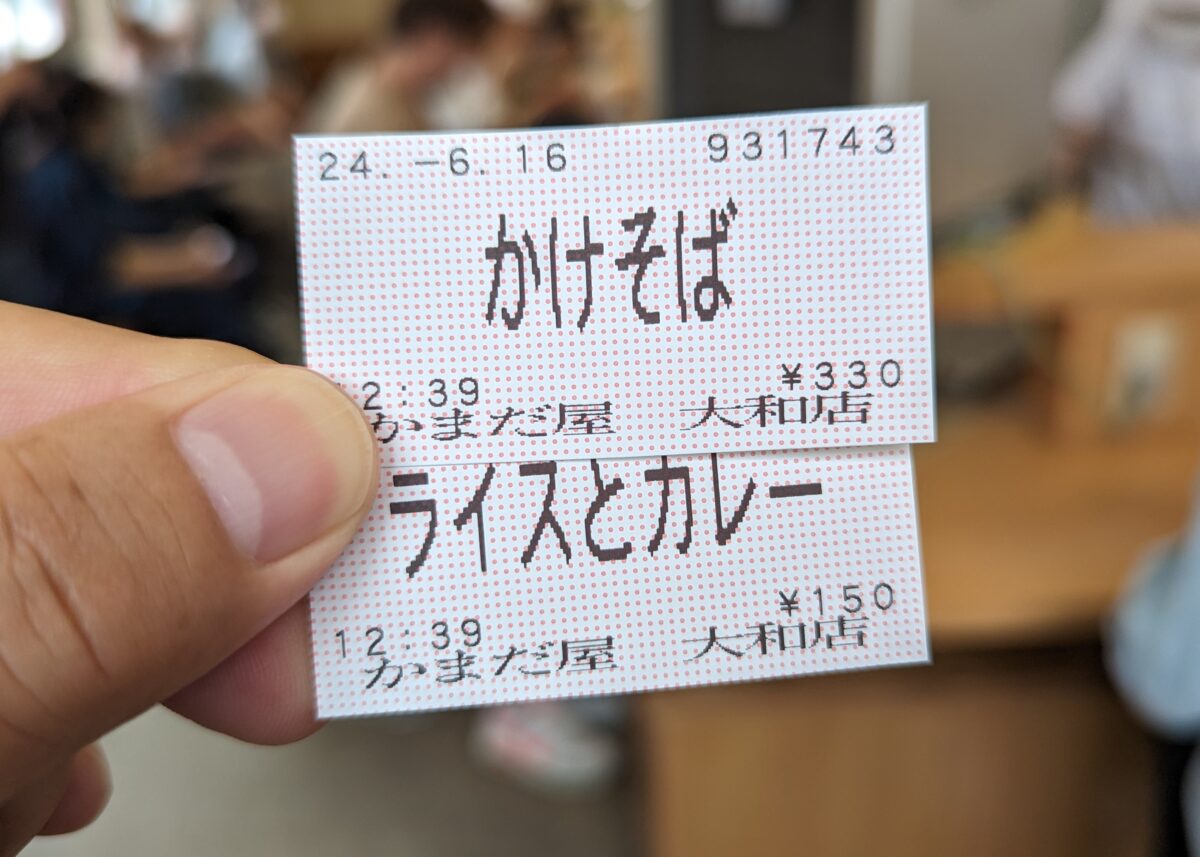 24.-6.16 931743
かけそば
¥330
12:39
かまだ屋 大和店
ライスとカレー
¥150
12:39
かまだ屋 大和店